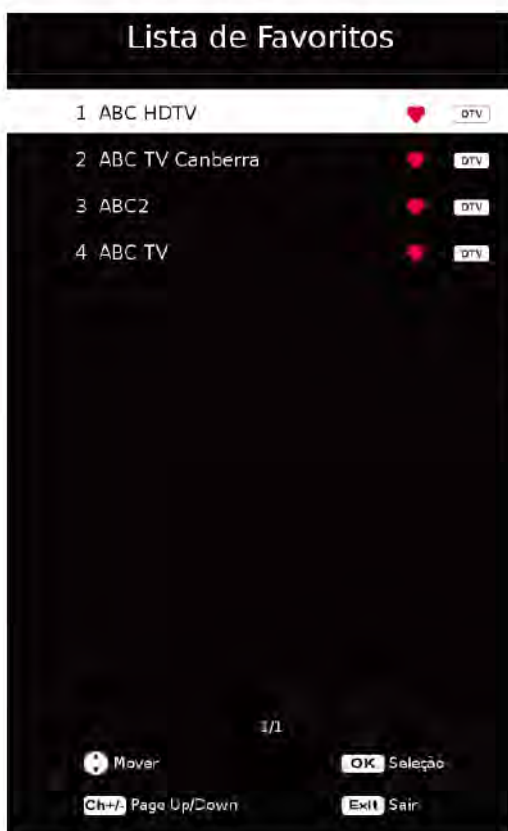 Lista de Favoritos
1 ABC HDTV DTV
2 ABC TV Canberra DTV
3 ABC2 DTV
4 ABC TV DTV
1/1
Mover OK Seleção
Ch+/- Page Up/Down Exit Sair